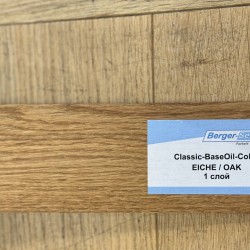 Berger-Se
Classic-BaseOil-Col
EICHE / OAK
1 слой